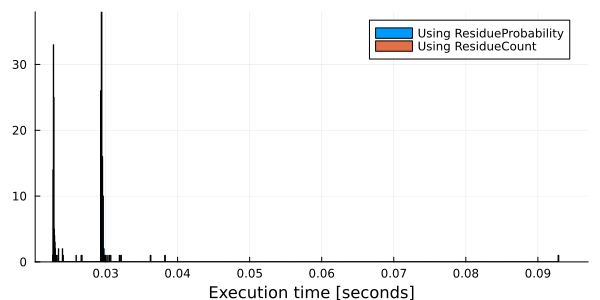 Using ResidueProbability
Using ResidueCount
30
20
10
0
0.03 0.04 0.05 0.06 0.07 0.08 0.09
Execution time [seconds]